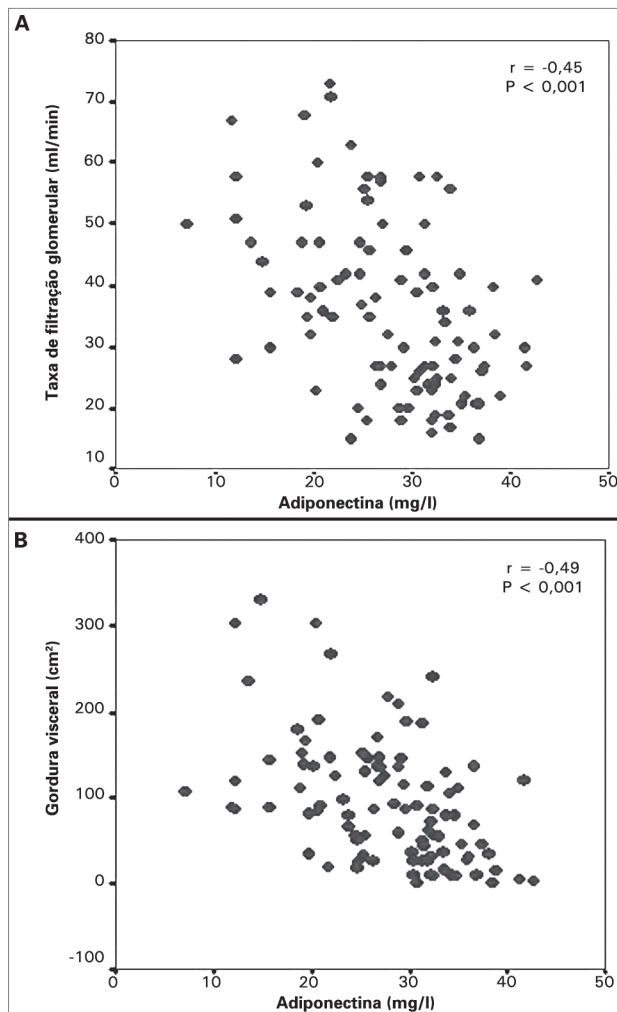 A
80
70
60
50
40
30
20
10
Taxa de filtração glomerular (ml/min)
r = -0,45
P < 0,001
0 10 20 30 40 50
Adiponectina (mg/l)
B
400
300
200
100
0
-100
Gordura visceral (cm²)
r = -0,49
P < 0,001
0 10 20 30 40 50
Adiponectina (mg/l)